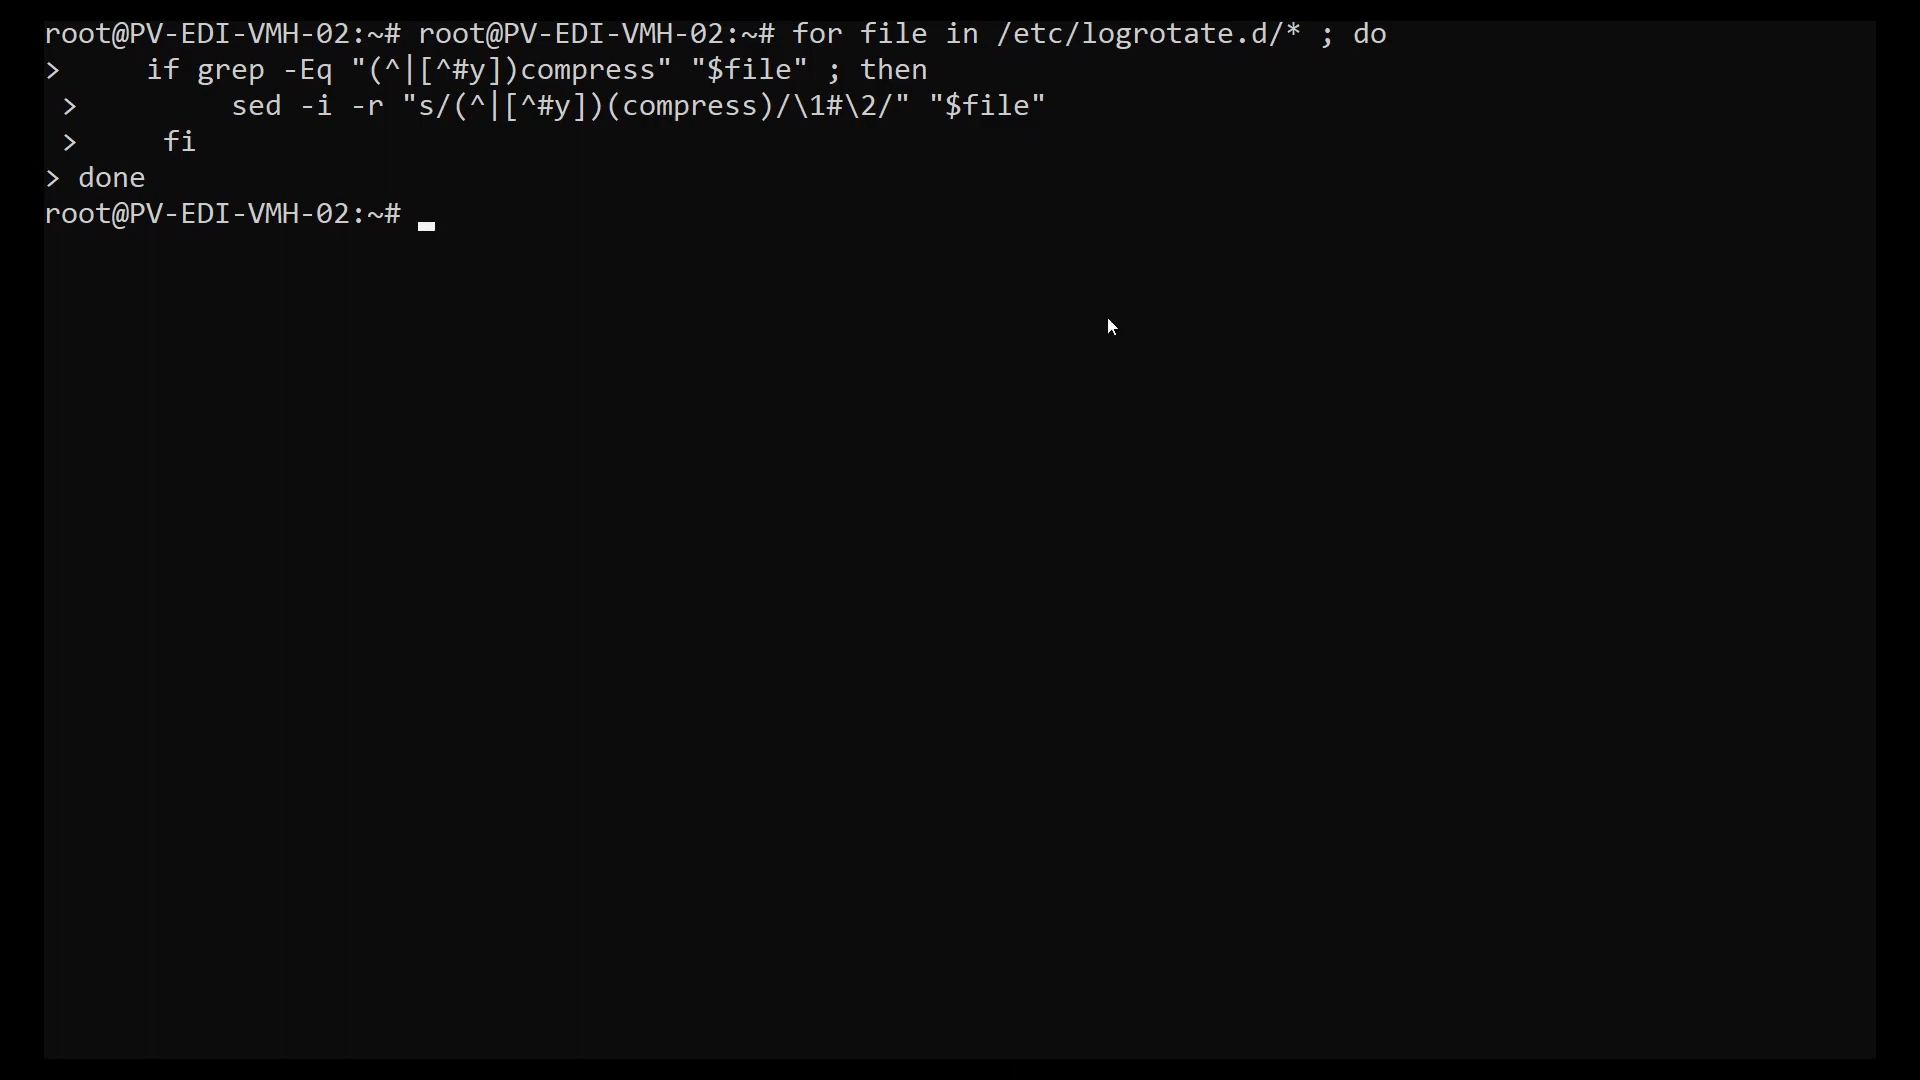 root@PV-EDI-VMH-02:~# root@PV-EDI-VMH-02:~# for file in /etc/logrotate.d/* ; do
>     if grep -Eq "(^|[^#y])compress" "$file" ; then
 >         sed -i -r "s/(^|[^#y])(compress)/\1#\2/" "$file"
 >     fi
> done
root@PV-EDI-VMH-02:~#